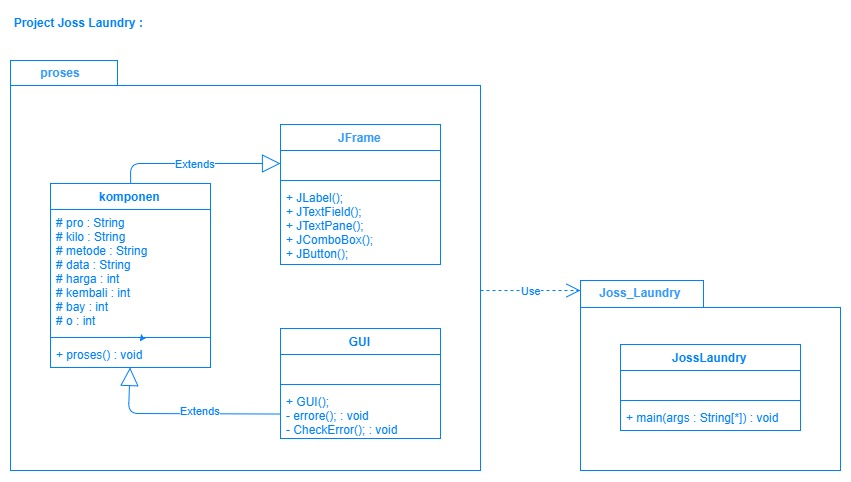 Project Joss Laundry :
proses
JFrame
+ JLabel();
+ JTextField();
+ JTextPane();
+ JComboBox();
+ JButton();
Extends
komponen
# pro : String
# kilo : String
# metode : String
# data : String
# harga : int
# kembali : int
# bay : int
# o : int
+ proses() : void
Extends
GUI
+ GUI();
- errore(); : void
- CheckError(); : void
Use
Joss_Laundry
JossLaundry
+ main(args : String[*]) : void